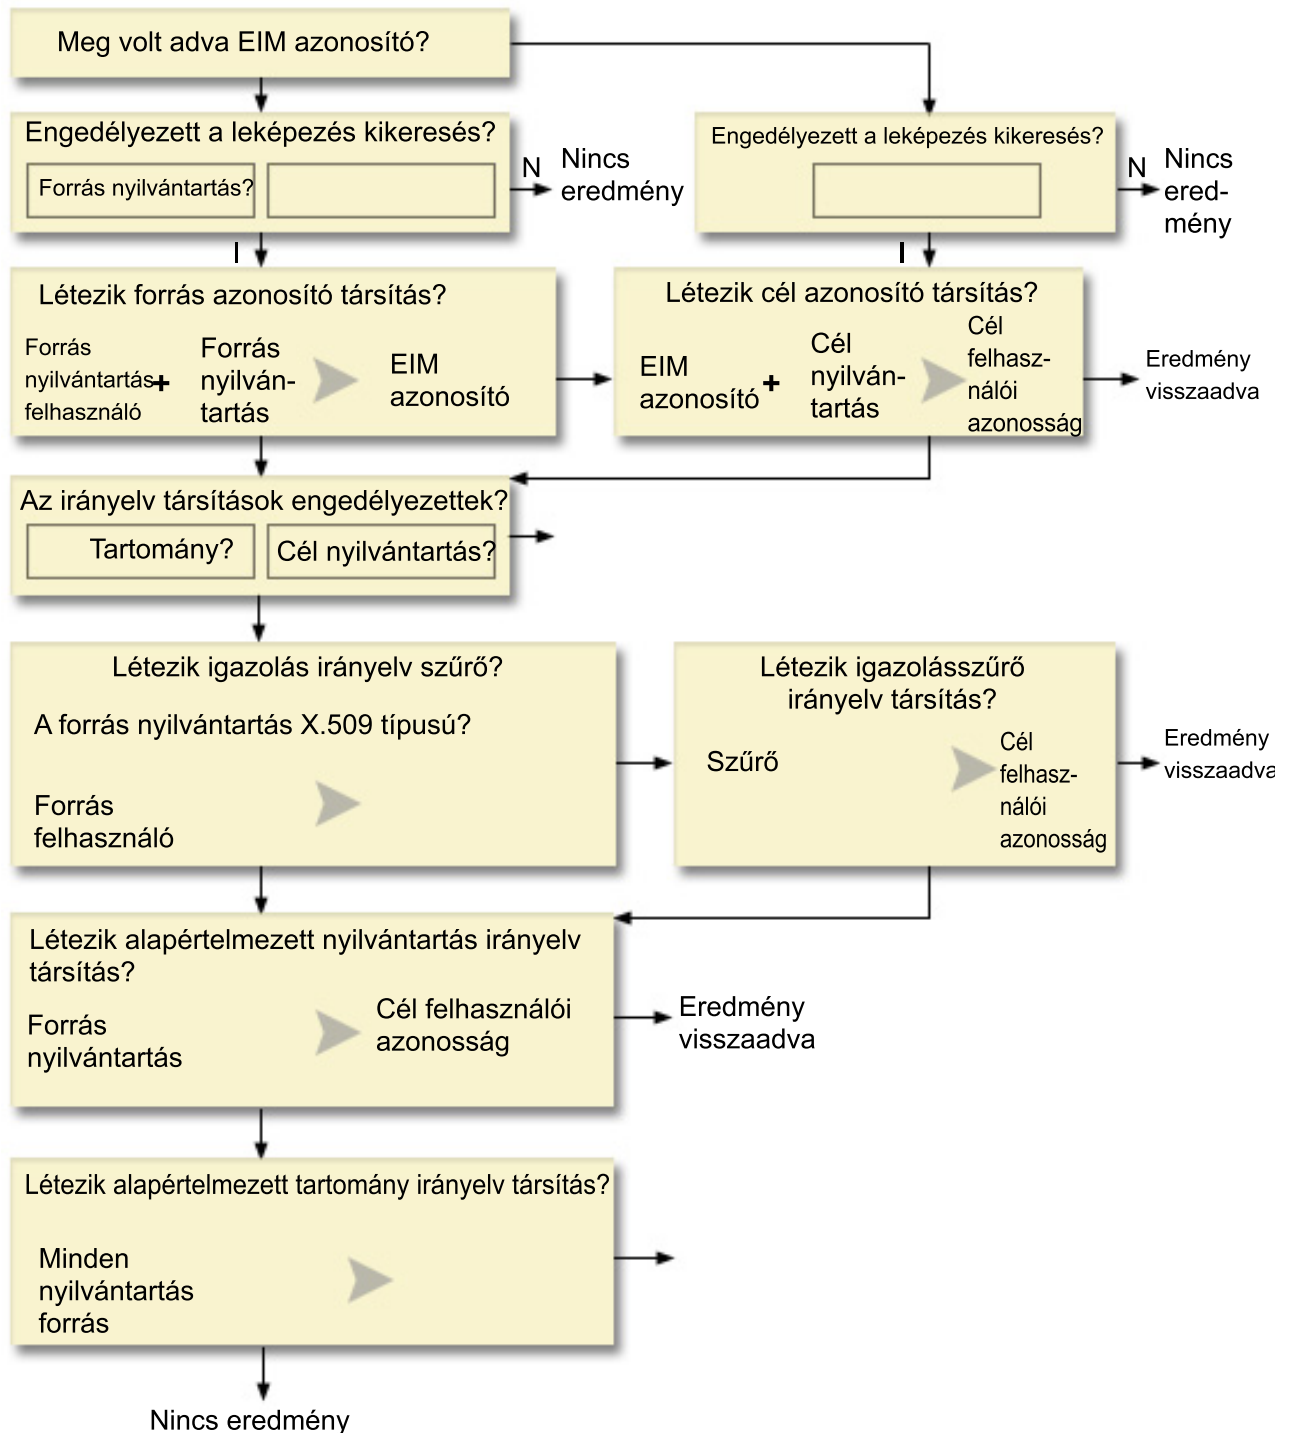 Meg volt adva EIM azonosító?
Engedélyezett a leképezés kikeresés?
Forrás nyilvántartás?
N
Nincs
eredmény
Engedélyezett a leképezés kikeresés?
N
Nincs
ered-
mény
I
I
Létezik forrás azonosító társítás?
Forrás
nyilvántartás
felhasználó
+
Forrás
nyilván-
tartás
EIM
azonosító
Létezik cél azonosító társítás?
EIM
azonosító
+
Cél
nyilván-
tartás
Cél
felhasz-
nálói
azonosság
Eredmény
visszaadva
Az irányelv társítások engedélyezettek?
Tartomány?
Cél nyilvántartás?
Létezik igazolás irányelv szűrő?
A forrás nyilvántartás X.509 típusú?
Forrás
felhasználó
Létezik igazolásszűrő
irányelv társítás?
Szűrő
Cél
felhasz-
nálói
azonosság
Eredmény
visszaadva
Létezik alapértelmezett nyilvántartás irányelv
társítás?
Forrás
nyilvántartás
Cél felhasználói
azonosság
Eredmény
visszaadva
Létezik alapértelmezett tartomány irányelv társítás?
Minden
nyilvántartás
forrás
Nincs eredmény